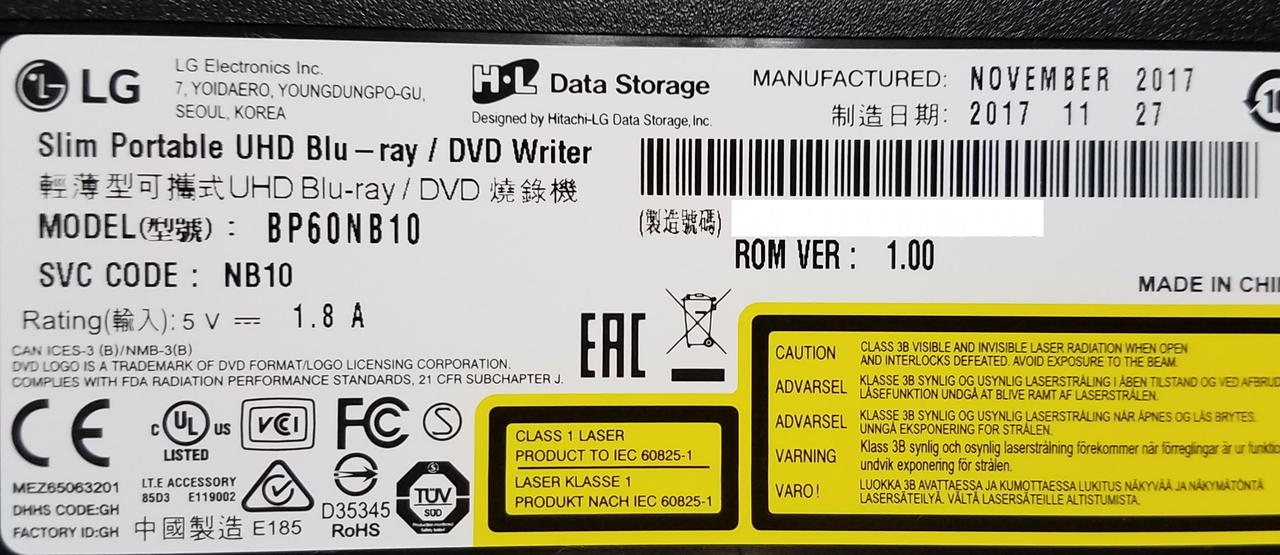 LG
LG Electronics Inc.
7, YOIDAERO, YOUNGDUNGPO-GU,
SEOUL, KOREA
H·L Data Storage
Designed by Hitachi-LG Data Storage, Inc.
MANUFACTURED: NOVEMBER 2017
制造日期: 2017 11 27
10
Slim Portable UHD Blu-ray / DVD Writer
輕薄型可攜式UHD Blu-ray / DVD 燒錄機
MODEL(型號) : BP60NB10
(製造號碼)
ROM VER : 1.00
SVC CODE : NB10
MADE IN CHI
Rating(輸入): 5 V ⎓ 1.8 A
EAC
CAN ICES-3 (B)/NMB-3(B)
DVD LOGO IS A TRADEMARK OF DVD FORMAT/LOGO LICENSING CORPORATION.
COMPLIES WITH FDA RADIATION PERFORMANCE STANDARDS, 21 CFR SUBCHAPTER J.
CE
c UL US
LISTED
VCI
FC
S
I.T.E ACCESSORY
85D3 E119002
MEZ65063201
DHHS CODE:GH
FACTORY ID:GH
中國製造 E185
D35345
RoHS
TÜV
SÜD
CLASS 1 LASER
PRODUCT TO IEC 60825-1
LASER KLASSE 1
PRODUKT NACH IEC 60825-1
CAUTION CLASS 3B VISIBLE AND INVISIBLE LASER RADIATION WHEN OPEN
AND INTERLOCKS DEFEATED. AVOID EXPOSURE TO THE BEAM.
ADVARSEL KLASSE 3B SYNLIG OG USYNLIG LASERSTRÅLING I ÅBEN TILSTAND OG VED AFBRUD
LÅSEFUNKTION UNDGÅ AT BLIVE RAMT AF LASERSTRÅLEN.
ADVARSEL KLASSE 3B SYNLIG OG USYNLIG LASERSTRÅLING NÅR ÅPNES OG LÅS BRYTES.
UNNGÅ EKSPONERING FOR STRÅLEN.
VARNING Klass 3B synlig och osynlig laserstrålning förekommer när förreglingar är ur funktio
undvik exponering för strålen.
VARO! LUOKKA 3B AVATTAESSA JA KUMOTTAESSA LUKITUS NÄKYVÄÄ JA NÄKYMÄTÖNTÄ
LASERSÄTEILYÄ. VÄLTÄ LASERSÄTEILLE ALTISTUMISTA.